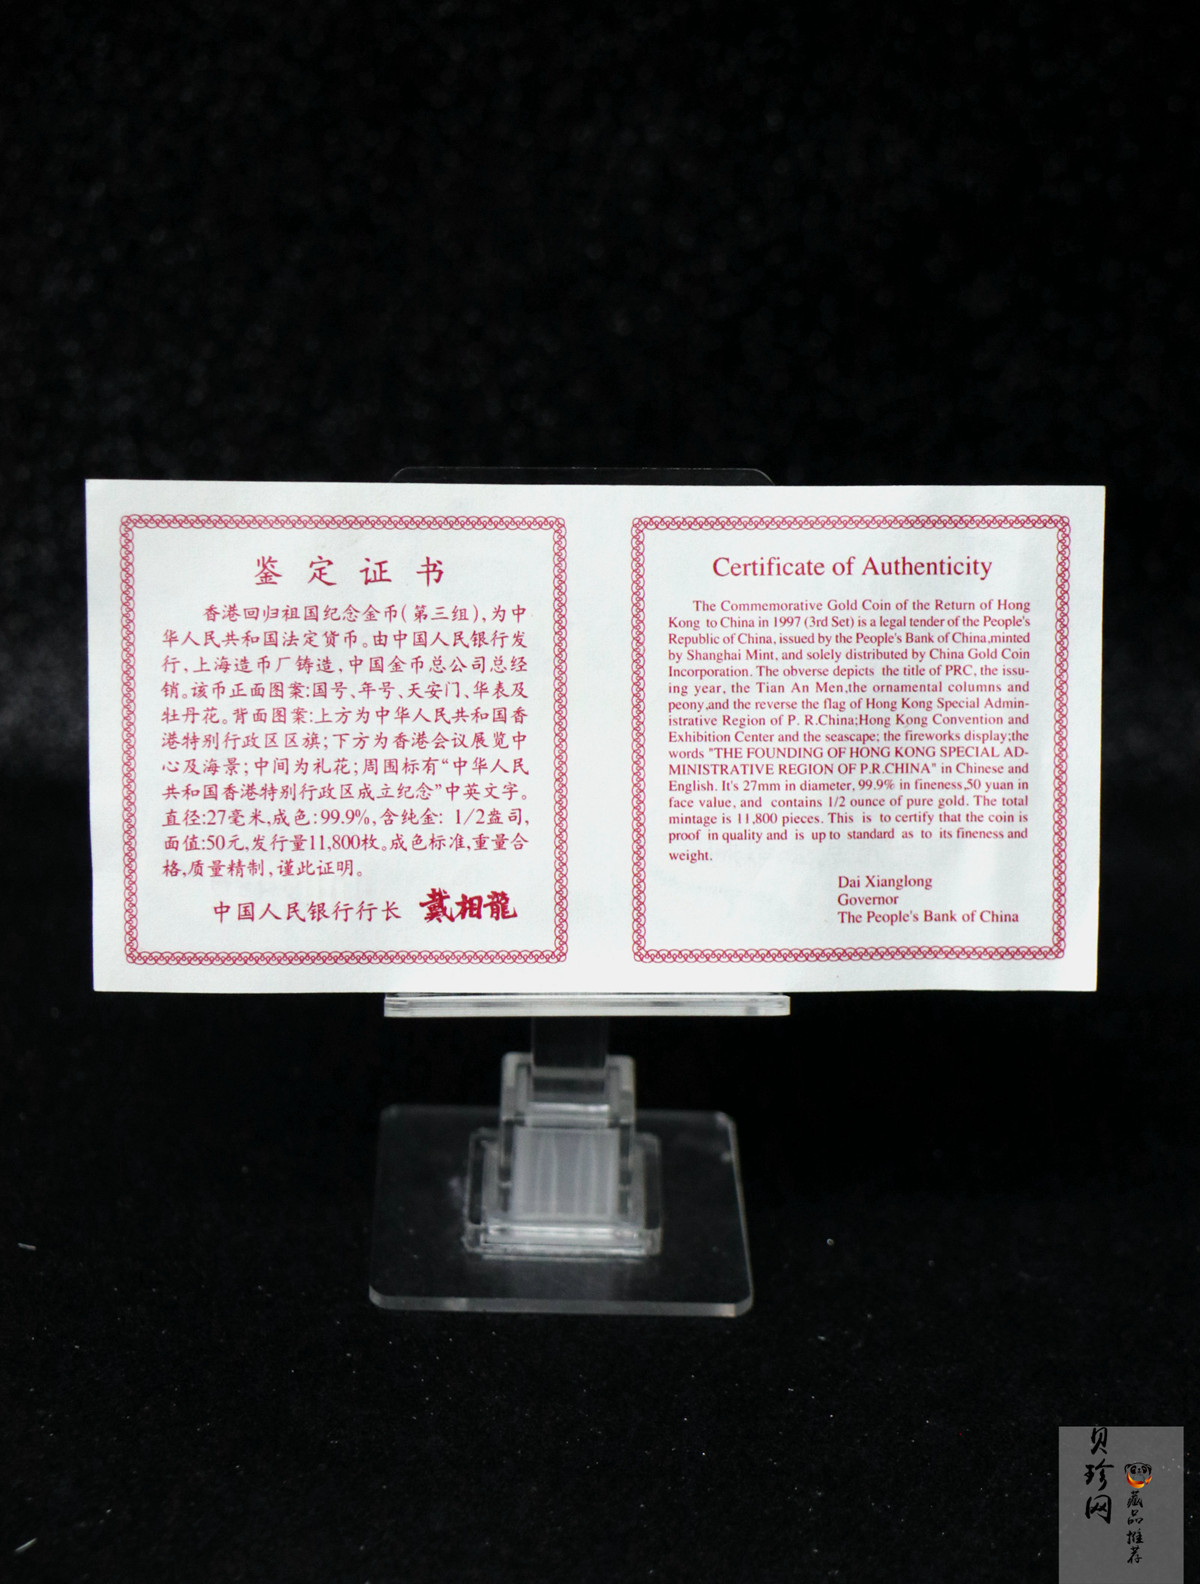 鉴定证书
香港回归祖国纪念金币(第三组),为中
华人民共和国法定货币。由中国人民银行发
行,上海造币厂铸造,中国金币总公司总经
销。该币正面图案:国号、年号、天安门、华表及
牡丹花。背面图案:上方为中华人民共和国香
港特别行政区区旗;下方为香港会议展览中
心及海景;中间为礼花;周围标有“中华人民
共和国香港特别行政区成立纪念”中英文字。
直径:27毫米,成色:99.9%,含纯金: 1/2盎司,
面值:50元,发行量11,800枚。成色标准,重量合
格,质量精制,谨此证明。
中国人民银行行长 戴相龍
Certificate of Authenticity
The Commemorative Gold Coin of the Return of Hong
Kong to China in 1997 (3rd Set) is a legal tender of the People's
Republic of China, issued by the People's Bank of China,minted
by Shanghai Mint, and solely distributed by China Gold Coin
Incorporation. The obverse depicts the title of PRC, the issu-
ing year, the Tian An Men,the ornamental columns and
peony,and the reverse the flag of Hong Kong Special Admin-
istrative Region of P. R.China;Hong Kong Convention and
Exhibition Center and the seascape; the fireworks display;the
words "THE FOUNDING OF HONG KONG SPECIAL AD-
MINISTRATIVE REGION OF P.R.CHINA" in Chinese and
English. It's 27mm in diameter, 99.9% in fineness,50 yuan in
face value, and contains 1/2 ounce of pure gold. The total
mintage is 11,800 pieces. This is to certify that the coin is
proof in quality and is up to standard as to its fineness and
weight.
Dai Xianglong
Governor
The People's Bank of China
贝珍网
藏品推荐